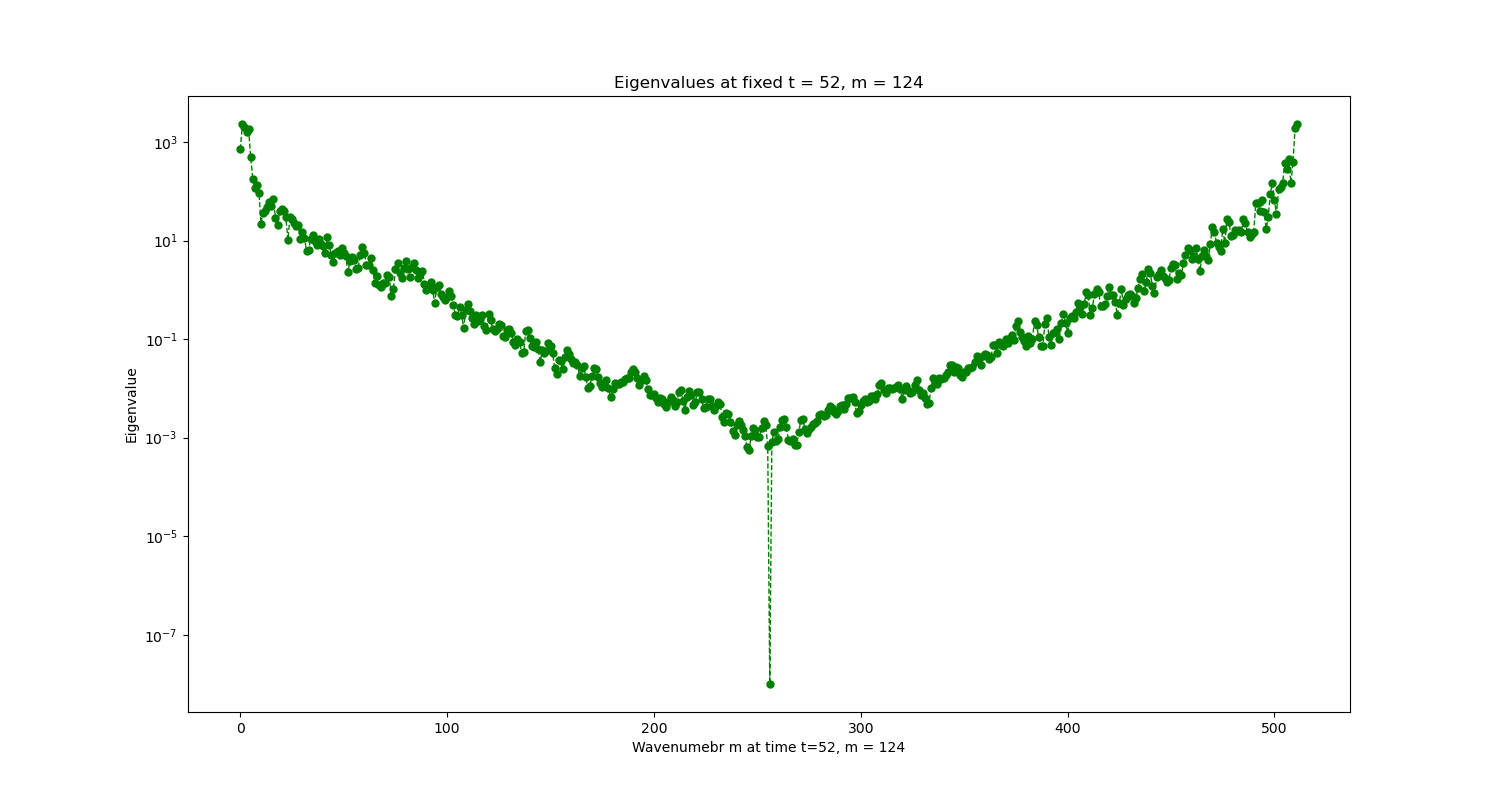 Eigenvalues at fixed t = 52, m = 124
10³
10¹
10⁻¹
10⁻³
10⁻⁵
10⁻⁷
Eigenvalue
0 100 200 300 400 500
Wavenumebr m at time t=52, m = 124